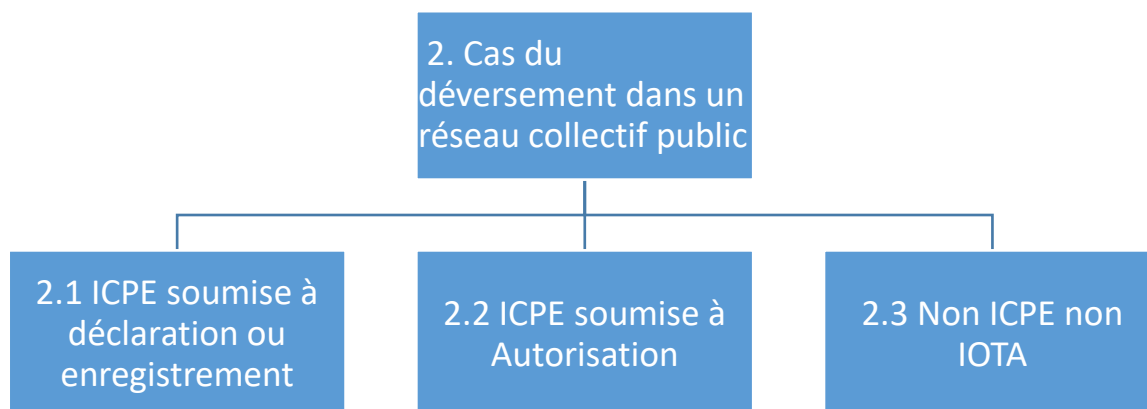 2. Cas du
déversement dans un
réseau collectif public
2.1 ICPE soumise à
déclaration ou
enregistrement
2.2 ICPE soumise à
Autorisation
2.3 Non ICPE non
IOTA